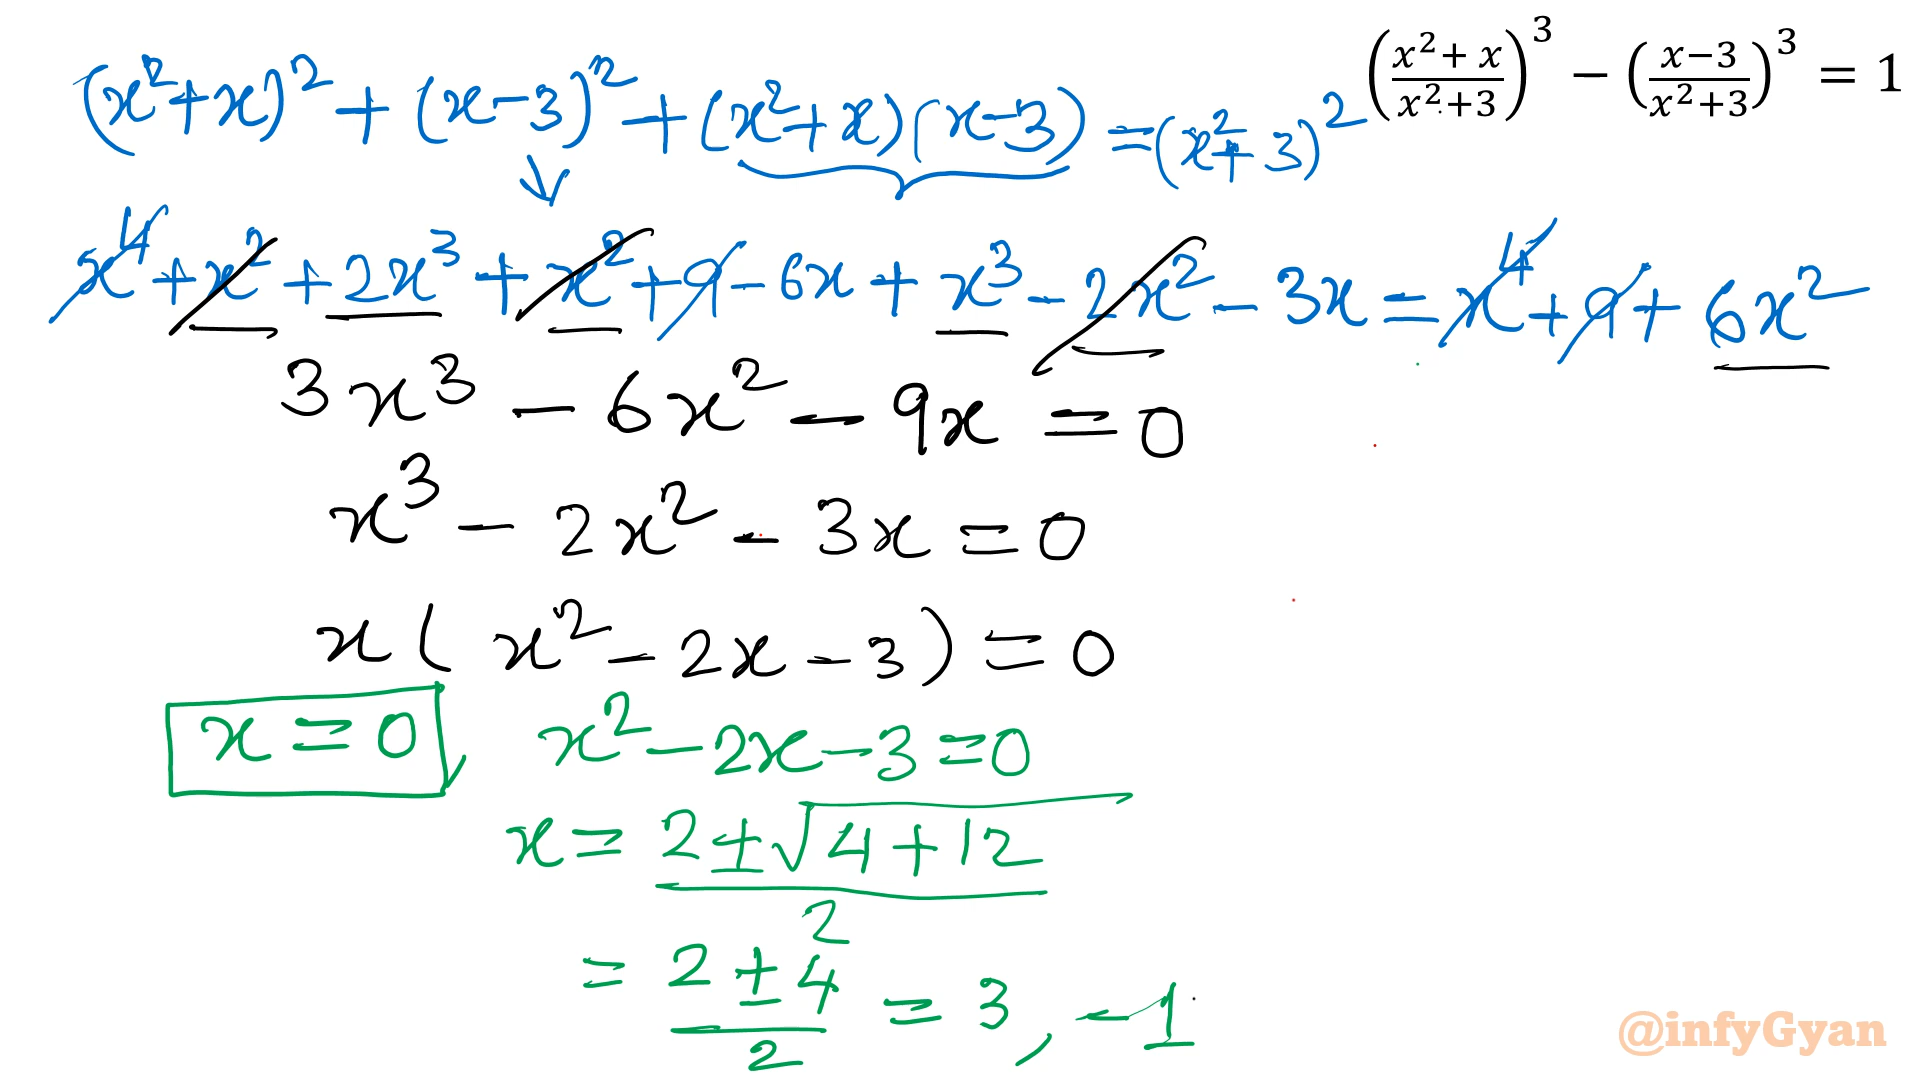 (x²+x)² + (x-3)² + (x²+x)(x-3) = (x²+3)²
((x²+ x)/(x²+3))³ − ((x−3)/(x²+3))³ = 1
x⁴ + x² + 2x³ + x² + 9 - 6x + x³ - 2x² - 3x = x⁴ + 9 + 6x²
3x³ - 6x² - 9x = 0
x³ - 2x² - 3x = 0
x( x² - 2x - 3) = 0
x = 0, x² - 2x - 3 = 0
x = (2 ± √(4+12))/2
= (2 ± 4)/2 = 3, -1
@infyGyan